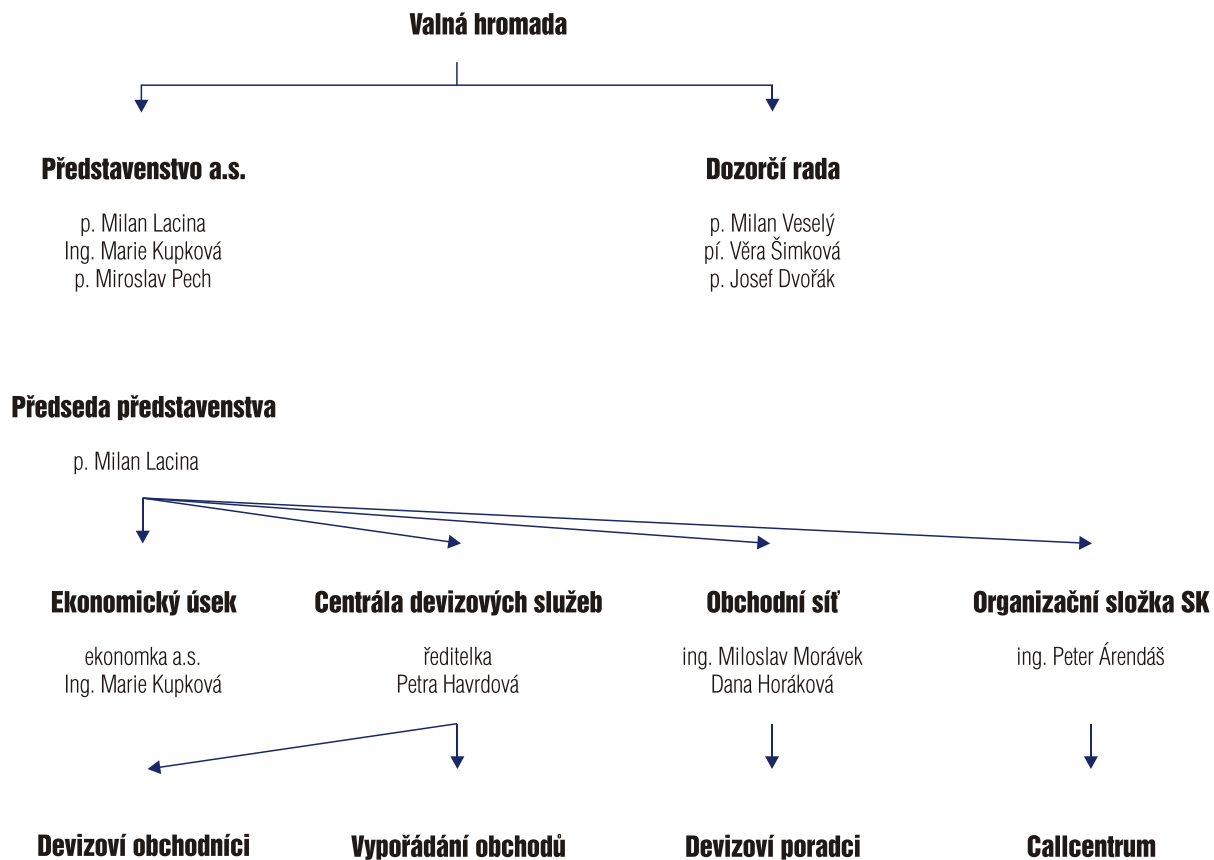 Valná hromada
Představenstvo a.s.
p. Milan Lacina
Ing. Marie Kupková
p. Miroslav Pech
Dozorčí rada
p. Milan Veselý
pí. Věra Šimková
p. Josef Dvořák
Předseda představenstva
p. Milan Lacina
Ekonomický úsek
ekonomka a.s.
Ing. Marie Kupková
Centrála devizových služeb
ředitelka
Petra Havrdová
Obchodní síť
ing. Miloslav Morávek
Dana Horáková
Organizační složka SK
ing. Peter Árendáš
Devizoví obchodníci
Vypořádání obchodů
Devizoví poradci
Callcentrum